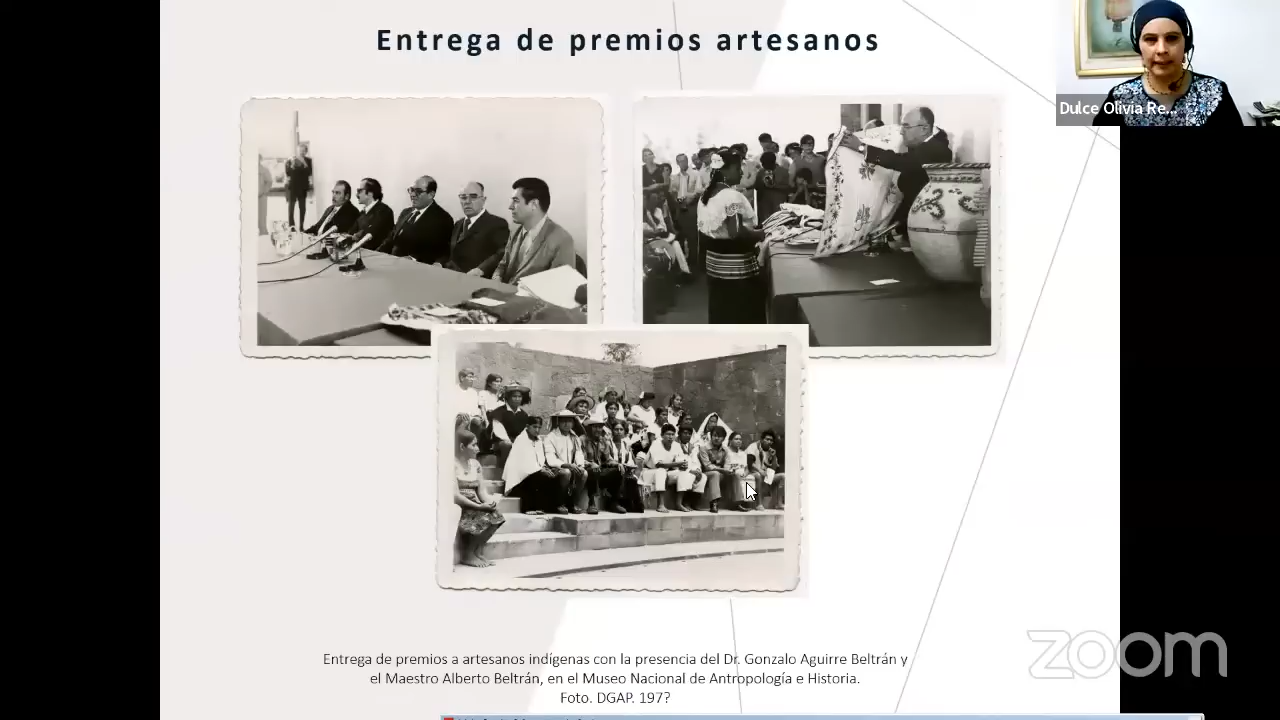 Entrega de premios artesanos
Dulce Olivia Re...
Entrega de premios a artesanos indígenas con la presencia del Dr. Gonzalo Aguirre Beltrán y
el Maestro Alberto Beltrán, en el Museo Nacional de Antropología e Historia.
Foto. DGAP. 197?
zoom